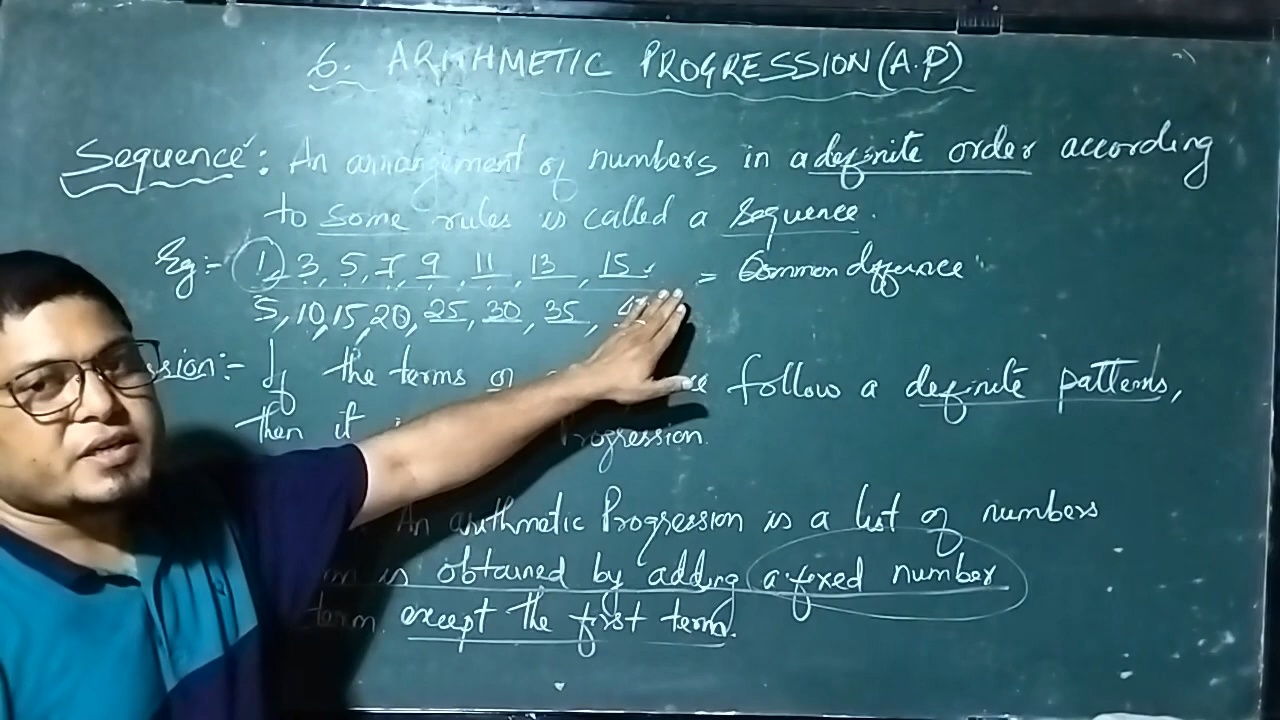 6. ARITHMETIC PROGRESSION (A.P)
Sequence: An arrangement of numbers in a definite order according
to some rules is called a sequence.
Eg:- 1, 3, 5, 7, 9, 11, 13, 15 = Common difference
5, 10, 15, 20, 25, 30, 35,
ssion:- If the terms follow a definite patterns,
then it Progression.
An arithmetic Progression is a list of numbers
is obtained by adding a fixed number
term except the first term.